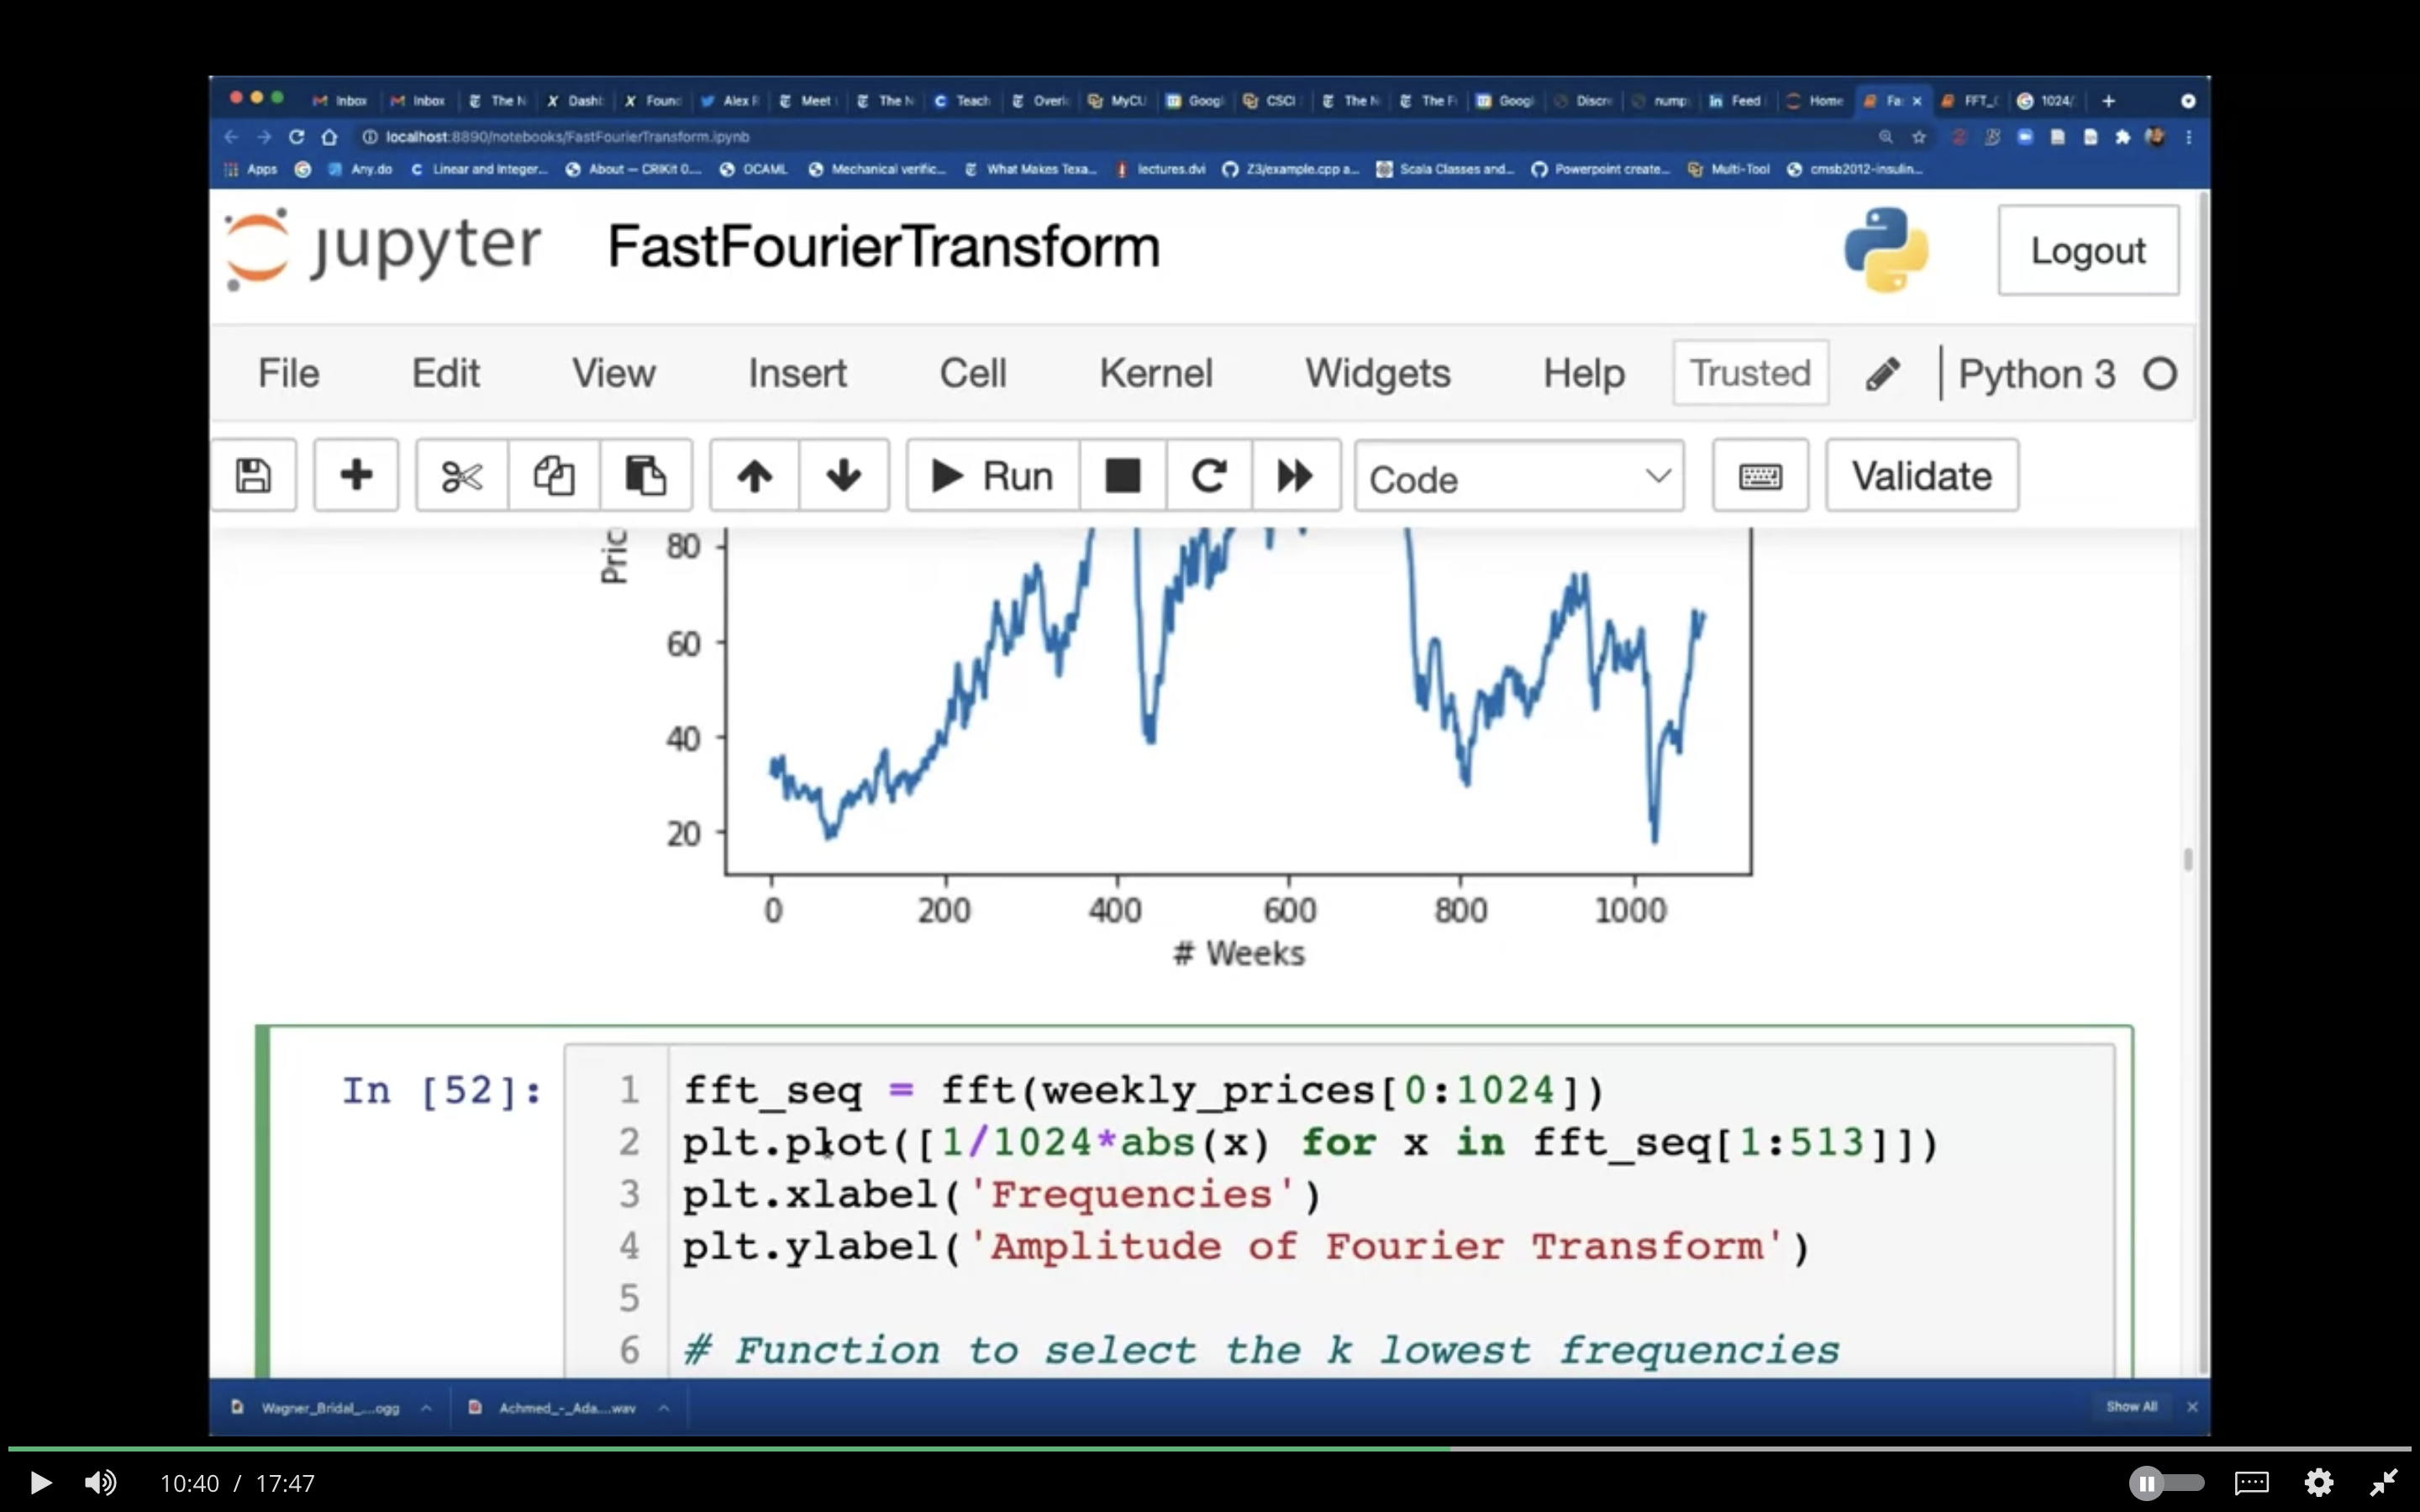 Inbox Inbox The N Dashb Found Alex R Meet The N Teach Overl MyCU Googl CSCI The N The Fi Googl Discre nump Feed Home Fa FFT_C 1024/
localhost:8890/notebooks/FastFourierTransform.ipynb
Apps Any.do Linear and Integer... About — CRIKit 0.... OCAML Mechanical verific... What Makes Texa... lectures.dvi Z3/example.cpp a... Scala Classes and... Powerpoint create... Multi-Tool cmsb2012-insulin...
jupyter FastFourierTransform Logout
File Edit View Insert Cell Kernel Widgets Help Trusted Python 3
Run Code Validate
Pric
80
60
40
20
0 200 400 600 800 1000
# Weeks
In [52]:
1 fft_seq = fft(weekly_prices[0:1024])
2 plt.plot([1/1024*abs(x) for x in fft_seq[1:513]])
3 plt.xlabel('Frequencies')
4 plt.ylabel('Amplitude of Fourier Transform')
5
6 # Function to select the k lowest frequencies
Wagner_Bridal_....ogg Achmed_-_Ada....wav Show All
10:40 / 17:47